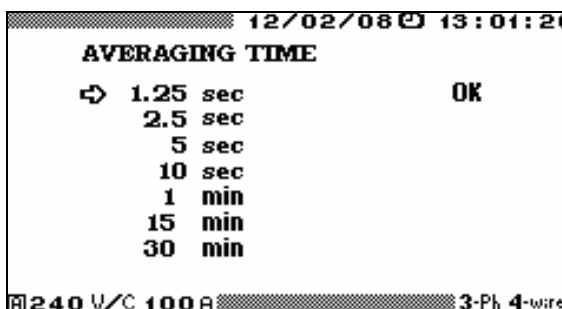 12/02/08 13:01:20
AVERAGING TIME
1.25 sec OK
2.5 sec
5 sec
10 sec
1 min
15 min
30 min
A 240 V/C 100 A 3-Ph 4-wire